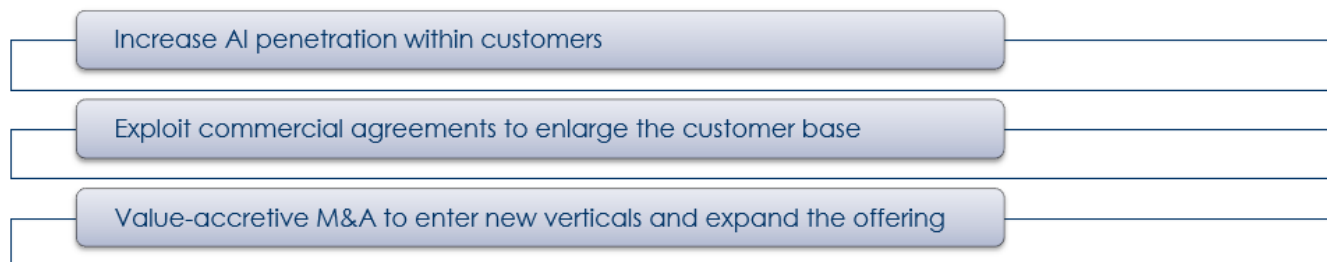 Increase AI penetration within customers
Exploit commercial agreements to enlarge the customer base
Value-accretive M&A to enter new verticals and expand the offering